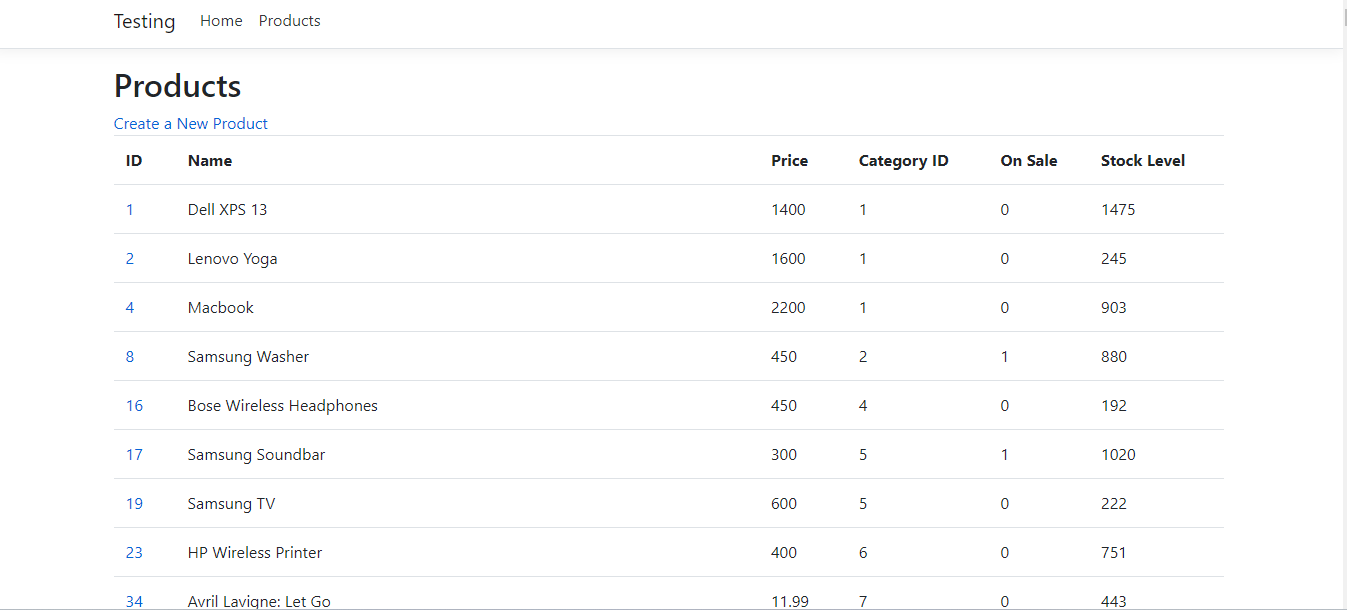 Testing Home Products
Products
Create a New Product
ID Name Price Category ID On Sale Stock Level
1 Dell XPS 13 1400 1 0 1475
2 Lenovo Yoga 1600 1 0 245
4 Macbook 2200 1 0 903
8 Samsung Washer 450 2 1 880
16 Bose Wireless Headphones 450 4 0 192
17 Samsung Soundbar 300 5 1 1020
19 Samsung TV 600 5 0 222
23 HP Wireless Printer 400 6 0 751
34 Avril Lavigne: Let Go 11.99 7 0 443